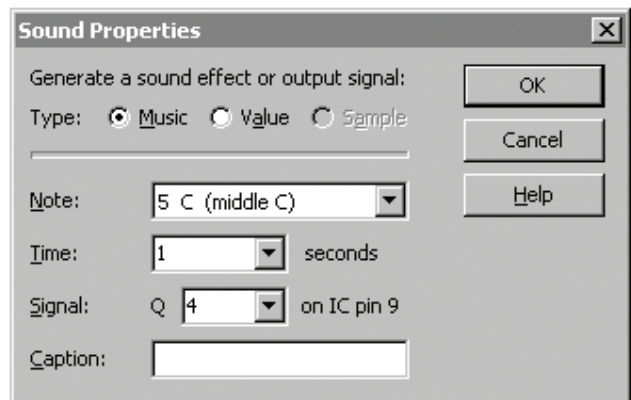 Sound Properties
Generate a sound effect or output signal:
Type: Music Value Sample
Note: 5 C (middle C)
Time: 1 seconds
Signal: Q 4 on IC pin 9
Caption:
OK
Cancel
Help